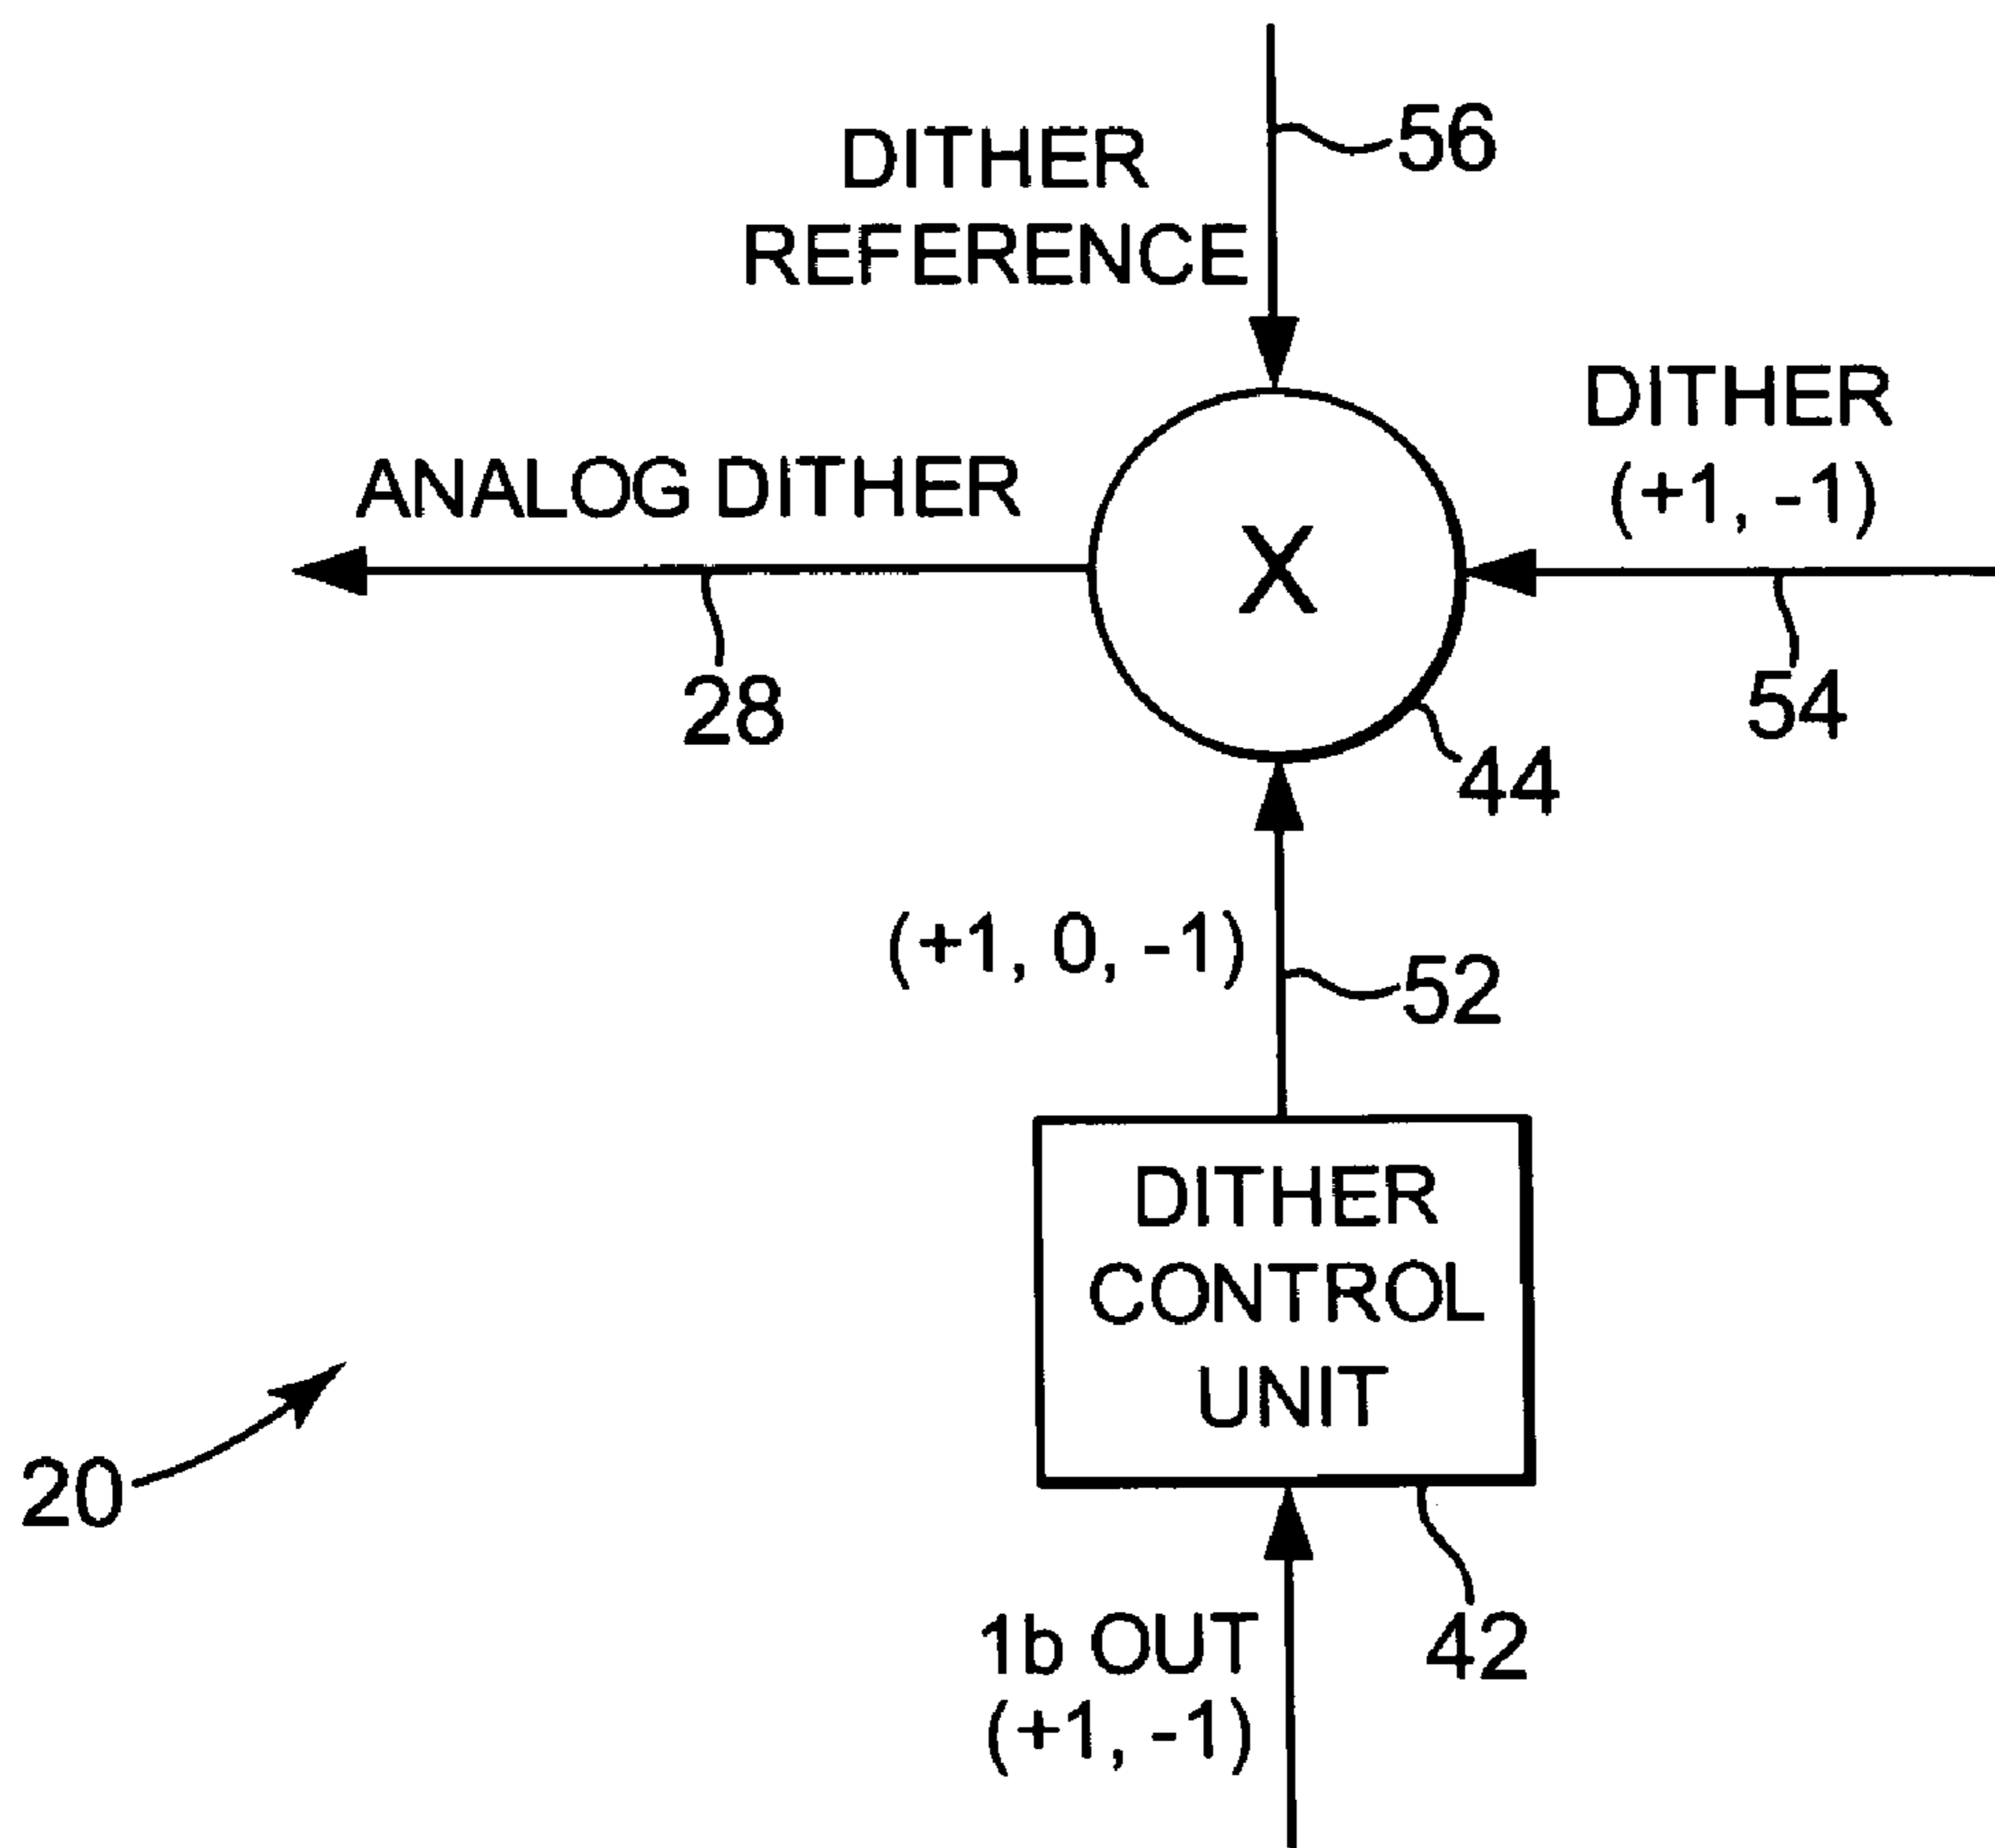 56
DITHER
REFERENCE
DITHER
(+1, -1)
ANALOG DITHER
X
28
54
44
(+1, 0, -1)
52
DITHER
CONTROL
UNIT
20
42
1b OUT
(+1, -1)